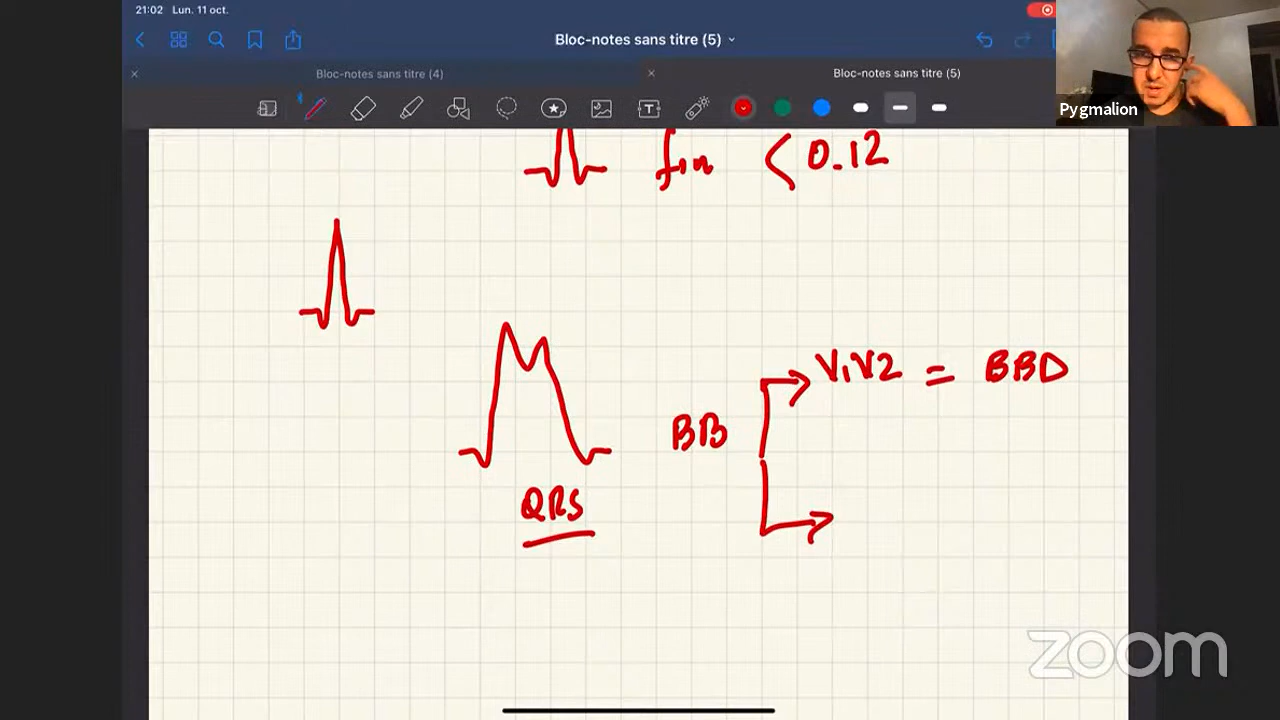 21:02 Lun. 11 oct.
Bloc-notes sans titre (5)
Bloc-notes sans titre (4)
Bloc-notes sans titre (5)
Pygmalion
fin < 0.12
V1V2 = BBD
BB
QRS
zoom